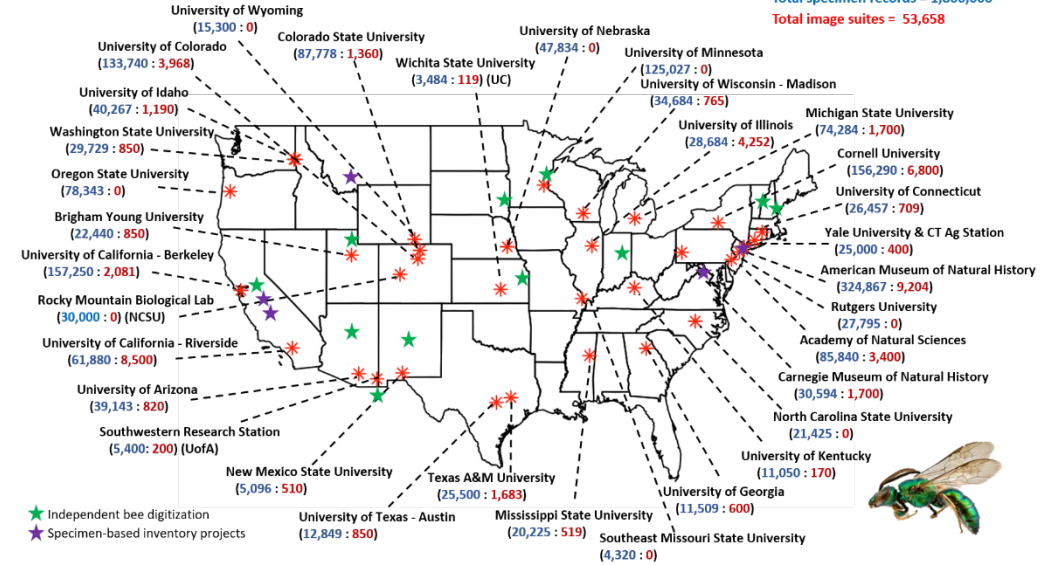 Total specimen records = 1,800,000
Total image suites = 53,658
University of Wyoming
(15,300 : 0)
University of Colorado
(133,740 : 3,968)
Colorado State University
(87,778 : 1,360)
Wichita State University
(3,484 : 119) (UC)
University of Nebraska
(47,834 : 0)
University of Minnesota
(125,027 : 0)
University of Wisconsin - Madison
(34,684 : 765)
University of Illinois
(28,684 : 4,252)
Michigan State University
(74,284 : 1,700)
Cornell University
(156,290 : 6,800)
University of Connecticut
(26,457 : 709)
Yale University & CT Ag Station
(25,000 : 400)
American Museum of Natural History
(324,867 : 9,204)
Rutgers University
(27,795 : 0)
Academy of Natural Sciences
(85,840 : 3,400)
Carnegie Museum of Natural History
(30,594 : 1,700)
North Carolina State University
(21,425 : 0)
University of Kentucky
(11,050 : 170)
University of Georgia
(11,509 : 600)
Southeast Missouri State University
(4,320 : 0)
Mississippi State University
(20,225 : 519)
Texas A&M University
(25,500 : 1,683)
University of Texas - Austin
(12,849 : 850)
New Mexico State University
(5,096 : 510)
Southwestern Research Station
(5,400: 200) (UofA)
University of Arizona
(39,143 : 820)
University of California - Riverside
(61,880 : 8,500)
Rocky Mountain Biological Lab
(30,000 : 0) (NCSU)
University of California - Berkeley
(157,250 : 2,081)
Brigham Young University
(22,440 : 850)
Oregon State University
(78,343 : 0)
Washington State University
(29,729 : 850)
University of Idaho
(40,267 : 1,190)
Independent bee digitization
Specimen-based inventory projects